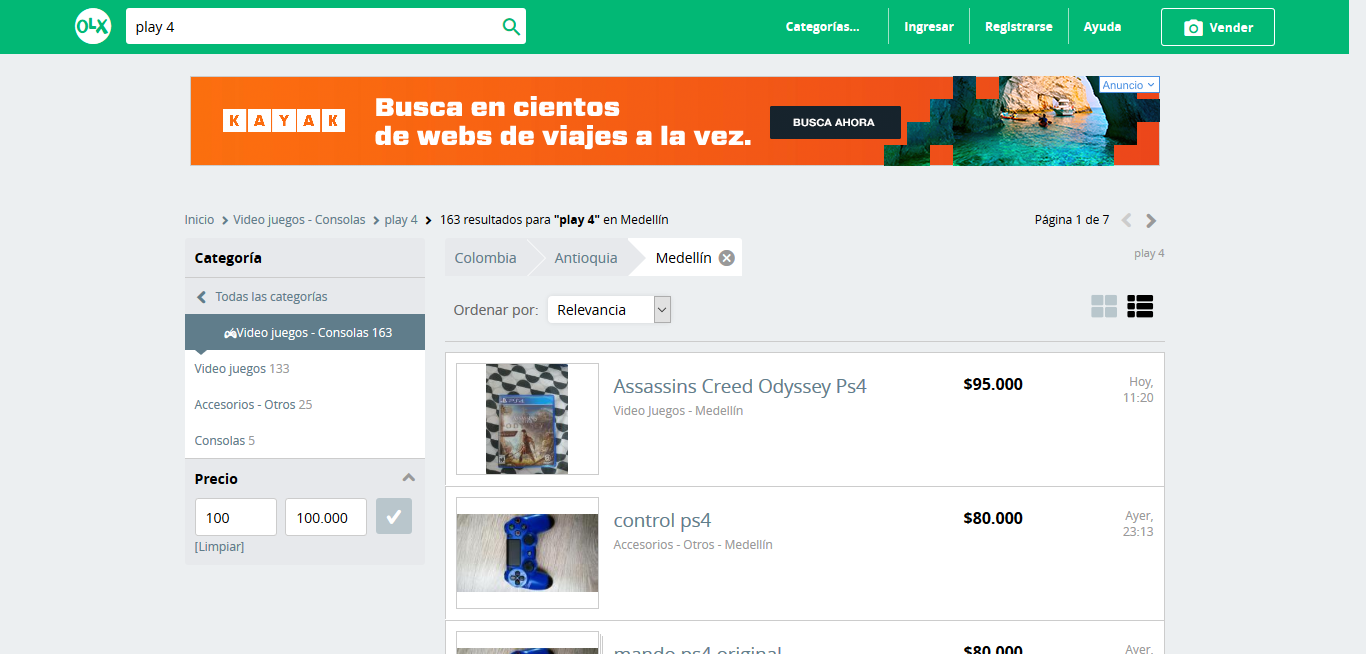 OLX
play 4
Categorías...
Ingresar
Registrarse
Ayuda
Vender
KAYAK
Busca en cientos
de webs de viajes a la vez.
BUSCA AHORA
Anuncio
Inicio
Video juegos - Consolas
play 4
163 resultados para "play 4" en Medellín
Página 1 de 7
Categoría
Todas las categorías
Video juegos - Consolas 163
Video juegos 133
Accesorios - Otros 25
Consolas 5
Precio
100
100.000
[Limpiar]
Colombia
Antioquia
Medellín
play 4
Ordenar por:
Relevancia
PS4
Assassins Creed Odyssey Ps4
Video Juegos - Medellín
$95.000
Hoy,
11:20
control ps4
Accesorios - Otros - Medellín
$80.000
Ayer,
23:13
mando ps4 original
$80.000
Ayer,